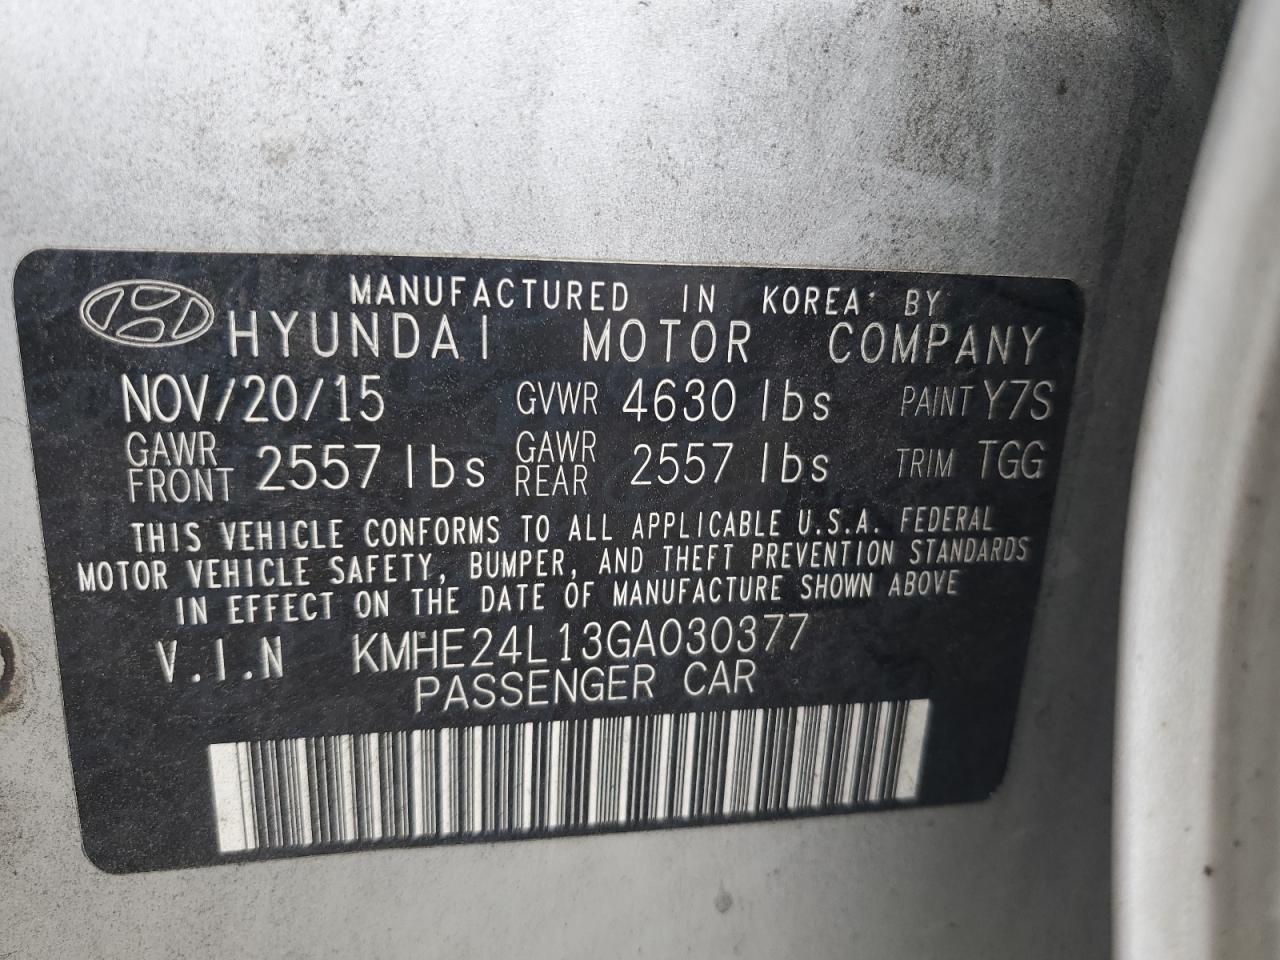 MANUFACTURED IN KOREA BY
HYUNDAI MOTOR COMPANY
NOV/20/15 GVWR 4630 lbs PAINT Y7S
GAWR FRONT 2557 lbs GAWR REAR 2557 lbs TRIM TGG
THIS VEHICLE CONFORMS TO ALL APPLICABLE U.S.A. FEDERAL
MOTOR VEHICLE SAFETY, BUMPER, AND THEFT PREVENTION STANDARDS
IN EFFECT ON THE DATE OF MANUFACTURE SHOWN ABOVE
V.I.N KMHE24L13GA030377
PASSENGER CAR